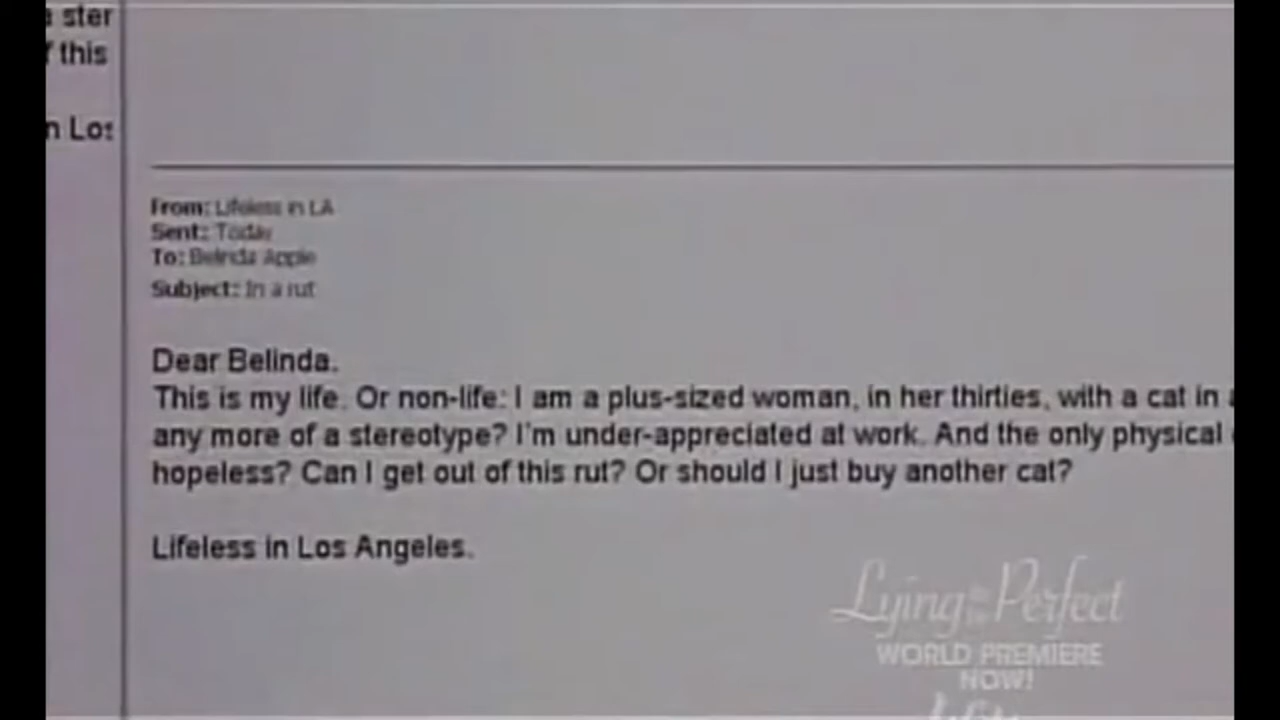 ster
this
n Los
From: Lifeless in LA
Sent: Today
To: Belinda Apple
Subject: In a rut
Dear Belinda.
This is my life. Or non-life: I am a plus-sized woman, in her thirties, with a cat in
any more of a stereotype? I'm under-appreciated at work. And the only physical
hopeless? Can I get out of this rut? Or should I just buy another cat?
Lifeless in Los Angeles.
Lying to be Perfect
WORLD PREMIERE
NOW!